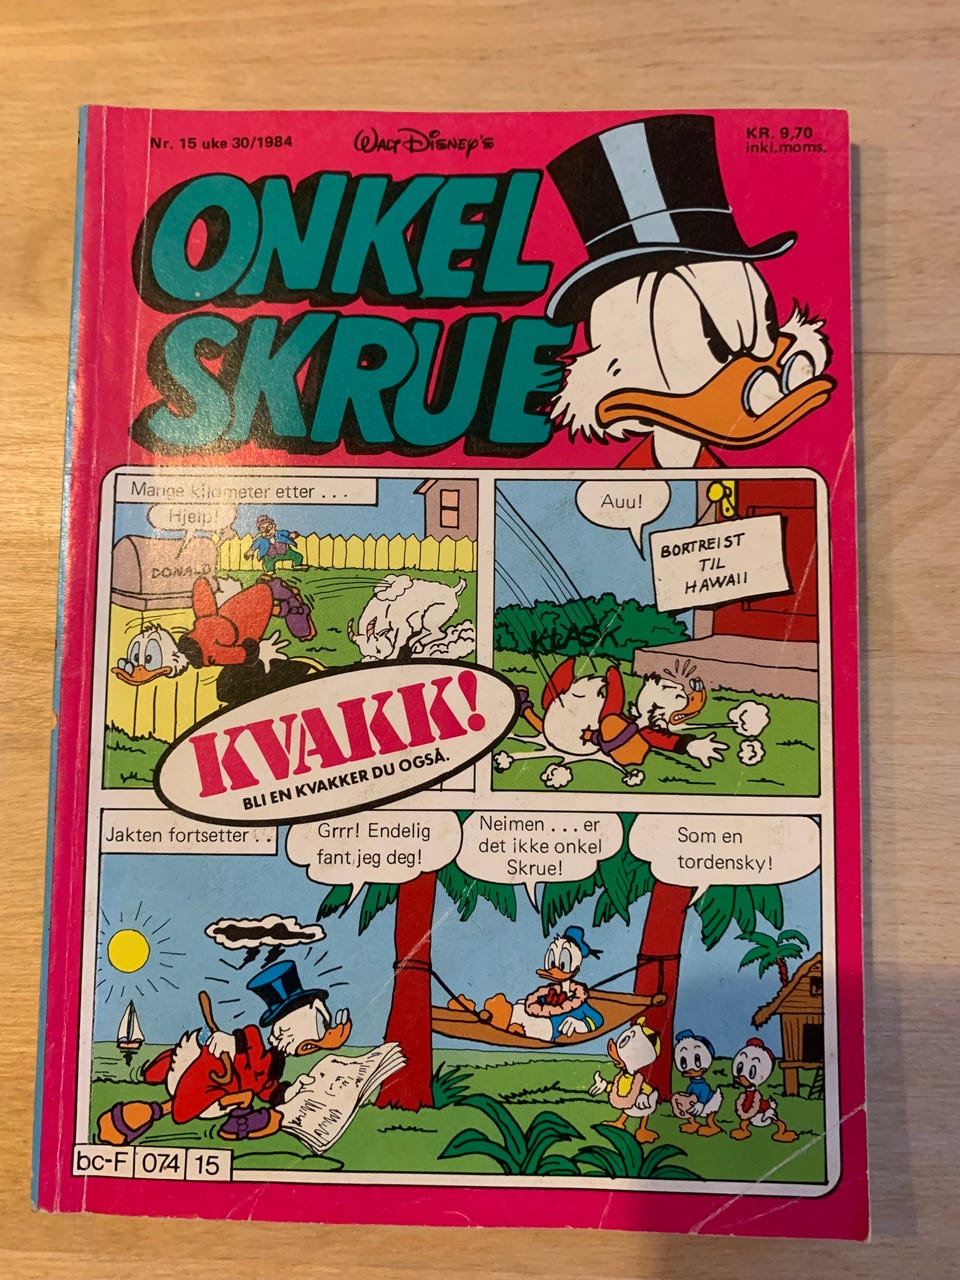 Nr. 15 uke 30/1984
WALT DISNEY'S
KR. 9,70
inkl.moms.
ONKEL
SKRUE
Mange kilometer etter . . .
Hjelp!
DONALD
Auu!
BORTREIST
TIL
HAWAII
KLASK
KVAKK!
BLI EN KVAKKER DU OGSÅ.
Jakten fortsetter . .
Grrr! Endelig
fant jeg deg!
Neimen . . . er
det ikke onkel
Skrue!
Som en
tordensky!
bc-F 074 15